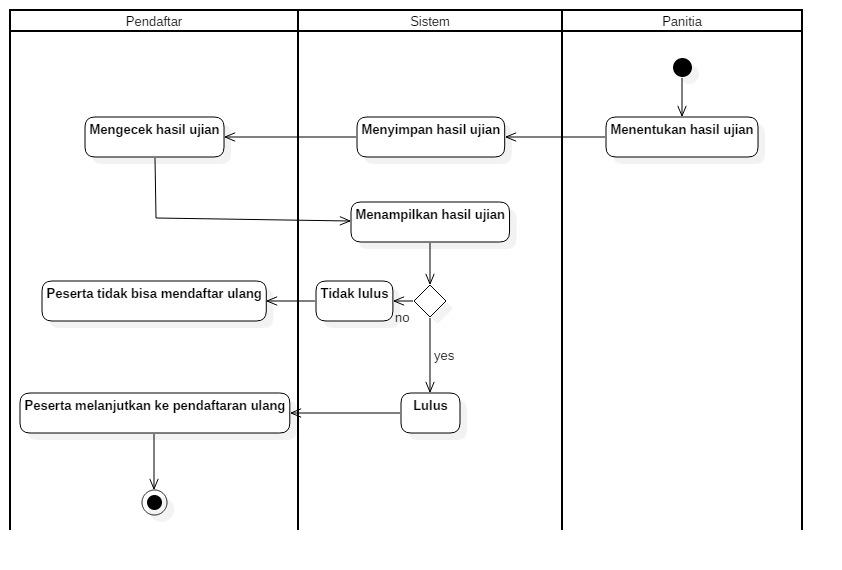 Pendaftar
Sistem
Panitia
Mengecek hasil ujian
Menyimpan hasil ujian
Menentukan hasil ujian
Menampilkan hasil ujian
Peserta tidak bisa mendaftar ulang
Tidak lulus
no
yes
Peserta melanjutkan ke pendaftaran ulang
Lulus